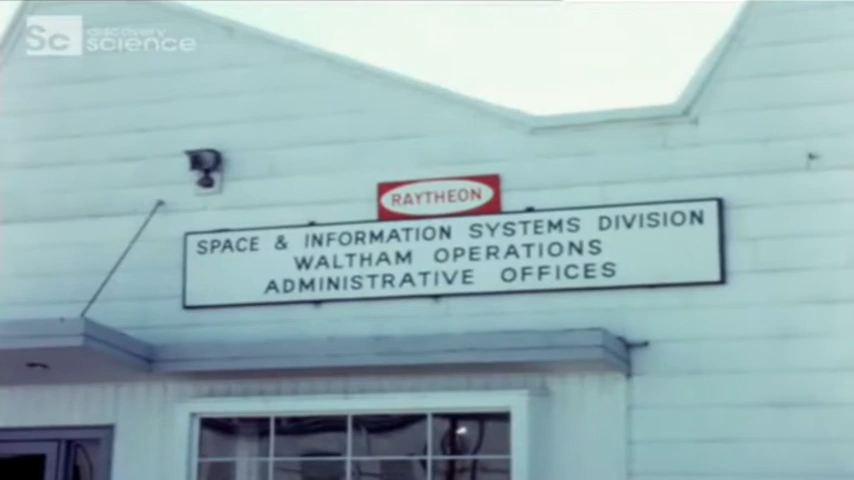 Sc discovery
science
RAYTHEON
SPACE & INFORMATION SYSTEMS DIVISION
WALTHAM OPERATIONS
ADMINISTRATIVE OFFICES